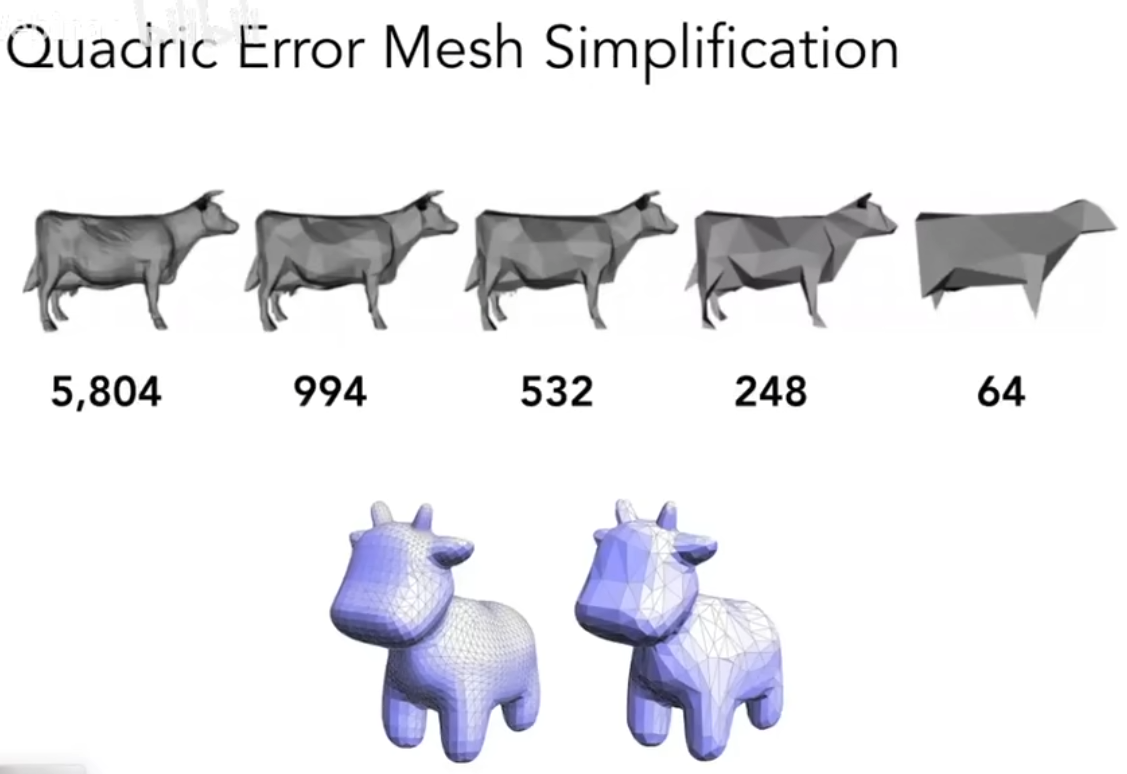 Quadric Error Mesh Simplification
5,804 994 532 248 64